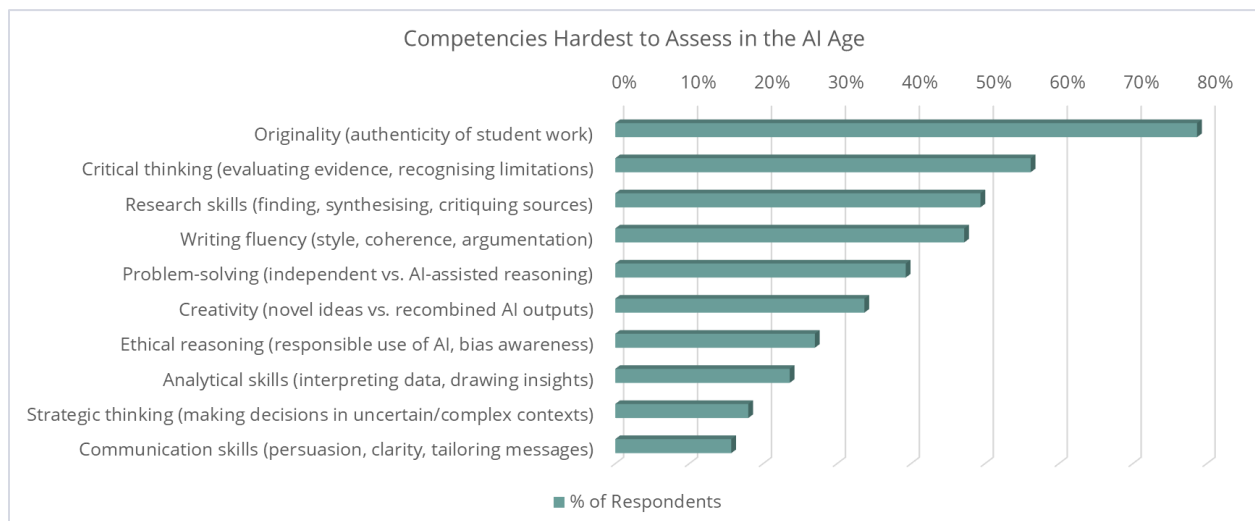 Competencies Hardest to Assess in the AI Age
0% 10% 20% 30% 40% 50% 60% 70% 80%
Originality (authenticity of student work)
Critical thinking (evaluating evidence, recognising limitations)
Research skills (finding, synthesising, critiquing sources)
Writing fluency (style, coherence, argumentation)
Problem-solving (independent vs. AI-assisted reasoning)
Creativity (novel ideas vs. recombined AI outputs)
Ethical reasoning (responsible use of AI, bias awareness)
Analytical skills (interpreting data, drawing insights)
Strategic thinking (making decisions in uncertain/complex contexts)
Communication skills (persuasion, clarity, tailoring messages)
% of Respondents